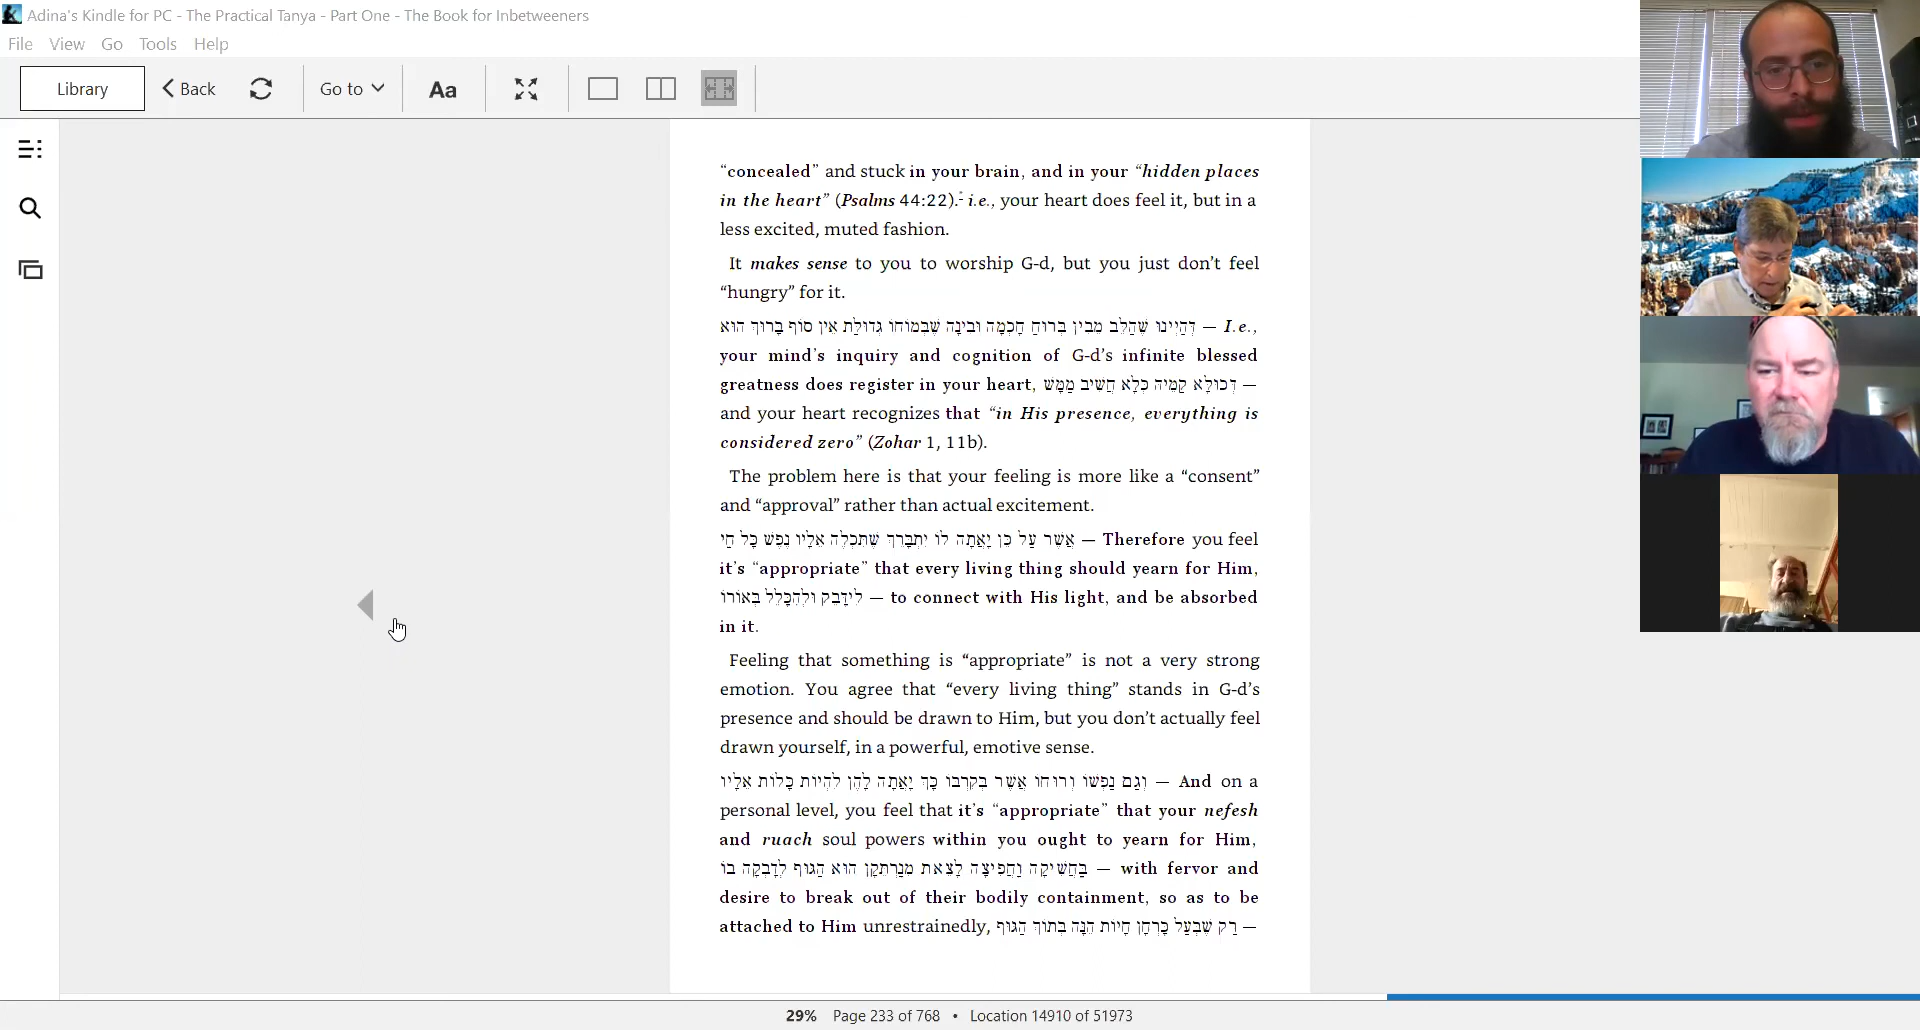 Adina's Kindle for PC - The Practical Tanya - Part One - The Book for Inbetweeners
File View Go Tools Help
Library Back Go to Aa
“concealed” and stuck in your brain, and in your “hidden places
in the heart” (Psalms 44:22).- i.e., your heart does feel it, but in a
less excited, muted fashion.
It makes sense to you to worship G-d, but you just don’t feel
“hungry” for it.
דְּהַיְינוּ שֶׁהַלֵּב מֵבִין בְּרוּחַ חָכְמָה וּבִינָה שֶׁבְּמוֹחוֹ גְּדוּלַּת אֵין סוֹף בָּרוּךְ הוּא — I.e.,
your mind’s inquiry and cognition of G-d’s infinite blessed
greatness does register in your heart, דְּכוּלָּא קַמֵּיהּ כְּלָא חֲשִׁיב מַמָּשׁ —
and your heart recognizes that “in His presence, everything is
considered zero” (Zohar 1, 11b).
The problem here is that your feeling is more like a “consent”
and “approval” rather than actual excitement.
אֲשֶׁר עַל כֵּן יָאֲתָה לּוֹ יִתְבָּרֵךְ שֶׁתִּכְלֶה אֵלָיו נֶפֶשׁ כָּל חַי — Therefore you feel
it’s “appropriate” that every living thing should yearn for Him,
לִידָּבֵק וּלְהִכָּלֵל בְּאוֹרוֹ — to connect with His light, and be absorbed
in it.
Feeling that something is “appropriate” is not a very strong
emotion. You agree that “every living thing” stands in G-d’s
presence and should be drawn to Him, but you don’t actually feel
drawn yourself, in a powerful, emotive sense.
וְגַם נַפְשׁוֹ וְרוּחוֹ אֲשֶׁר בְּקִרְבּוֹ כָּךְ יָאֲתָה לָהֶן לִהְיוֹת כָּלוֹת אֵלָיו — And on a
personal level, you feel that it’s “appropriate” that your nefesh
and ruach soul powers within you ought to yearn for Him,
בַּחֲשִׁיקָה וַחֲפִיצָה לָצֵאת מִנַּרְתֵּקָן הוּא הַגּוּף לְדָבְקָה בוֹ — with fervor and
desire to break out of their bodily containment, so as to be
attached to Him unrestrainedly, רַק שֶׁבְּעַל כָּרְחָן חָיוֹת הֵנָּה בְּתוֹךְ הַגּוּף —
29% Page 233 of 768 • Location 14910 of 51973